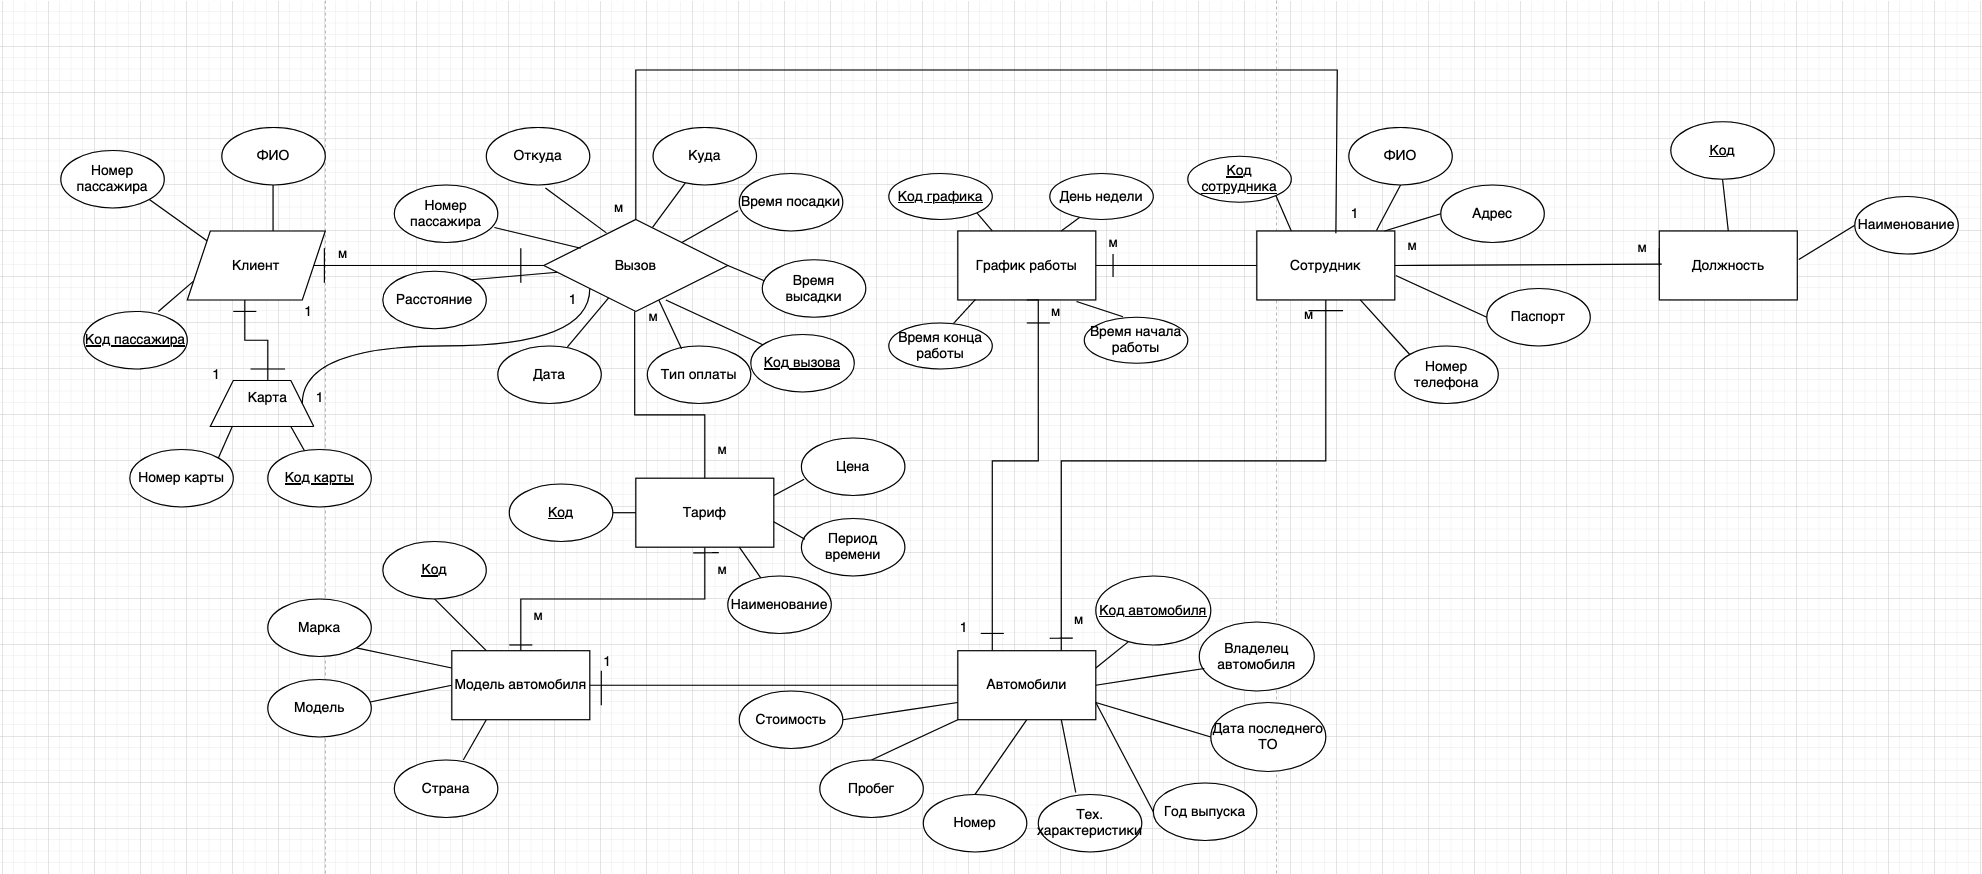 Номер
пассажира
ФИО
Клиент
Код пассажира
м
1
1
Карта
1
Номер карты
Код карты
Откуда
Куда
Номер
пассажира
м
Время посадки
Вызов
Расстояние
1
м
Время
высадки
Дата
Тип оплаты
Код вызова
м
Код графика
День недели
График работы
м
м
Время конца
работы
Время начала
работы
Код
сотрудника
ФИО
Адрес
1
м
Сотрудник
м
Паспорт
Номер
телефона
м
Код
Наименование
Должность
Цена
Код
Тариф
Период
времени
м
Наименование
Код
м
Марка
Модель автомобиля
1
Модель
Страна
1
м
Код автомобиля
Автомобили
Владелец
автомобиля
Стоимость
Дата последнего
ТО
Пробег
Номер
Тех.
характеристики
Год выпуска